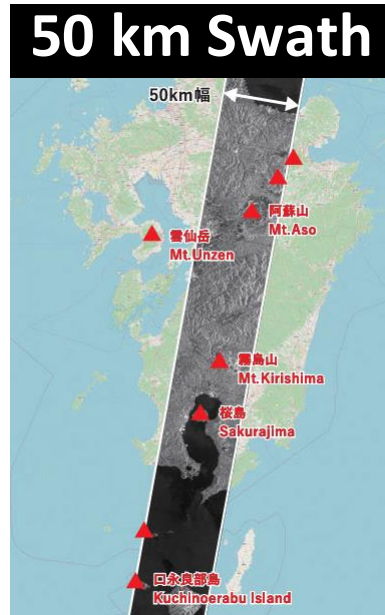 50 km Swath
50km幅
阿蘇山
Mt.Aso
雲仙岳
Mt.Unzen
霧島山
Mt.Kirishima
桜島
Sakurajima
口永良部島
Kuchinoerabu Island